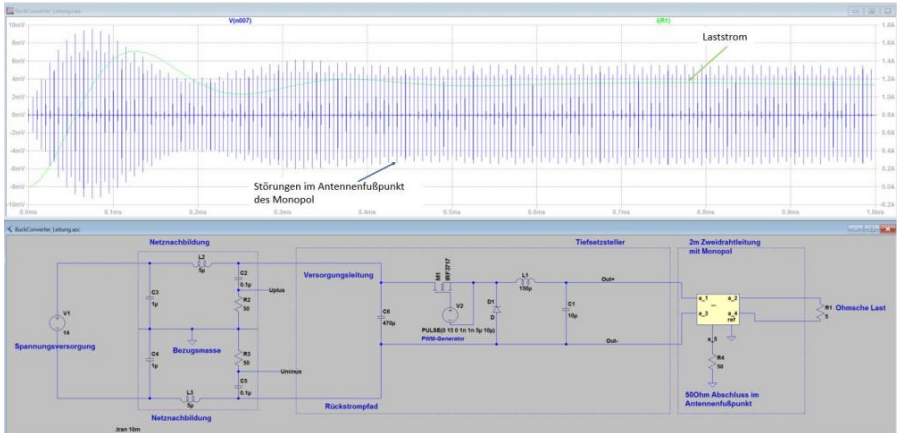 BuckConverter_Leitung.raw
V(n007)
I(R1)
10mV
8mV
6mV
4mV
2mV
0mV
-2mV
-4mV
-6mV
-8mV
-10mV
1.8A
1.6A
1.4A
1.2A
1.0A
0.8A
0.6A
0.4A
0.2A
0.0A
-0.2A
Laststrom
Störungen im Antennenfußpunkt
des Monopol
0.0ms
0.1ms
0.2ms
0.3ms
0.4ms
0.5ms
0.6ms
0.7ms
0.8ms
0.9ms
1.0ms
BuckConverter_Leitung.asc
Netznachbildung
Tiefsetzsteller
2m Zweidrahtleitung
mit Monopol
L2
5µ
C2
0.1µ
Versorgungsleitung
M1
IRF3717
L1
150µ
Out+
C3
1µ
R2
50
Uplus
V2
D1
D
C1
10µ
a_1
a_2
a_3
a_4
ref
R1
5
Ohmsche Last
V1
14
C6
470µ
PULSE(0 15 0 1n 1n 5µ 10µ)
PWM-Generator
Spannungsversorgung
Bezugsmasse
C4
1µ
R3
50
Out-
a_5
Uminus
R4
50
L3
5µ
C5
0.1µ
50Ohm Abschluss im
Antennenfußpunkt
Rückstrompfad
Netznachbildung
.tran 10m